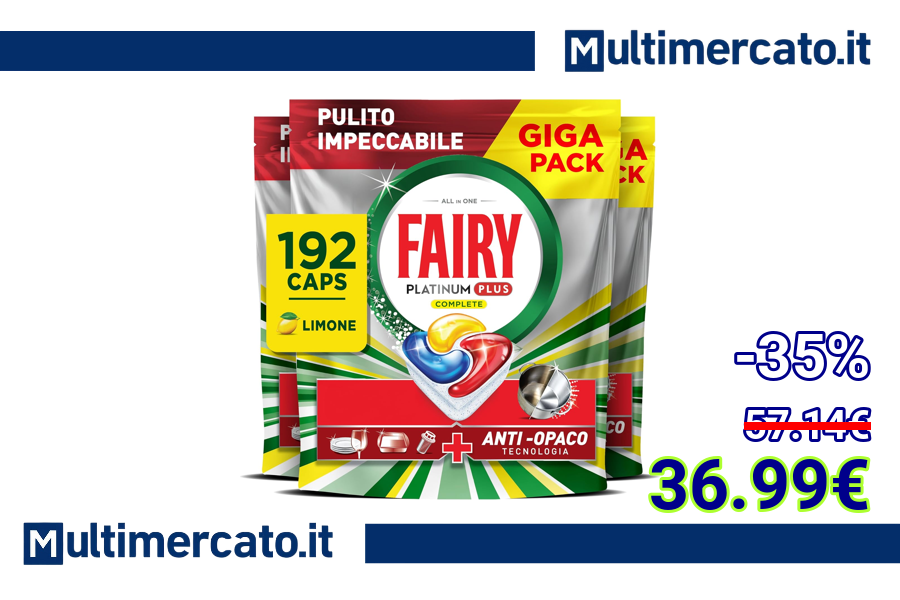 Multimercato.it
PULITO
IMPECCABILE
GIGA
PACK
192
CAPS
LIMONE
ALL IN ONE
FAIRY
PLATINUM PLUS
COMPLETE
ANTI-OPACO
TECNOLOGIA
-35%
57.14€
36.99€
Multimercato.it